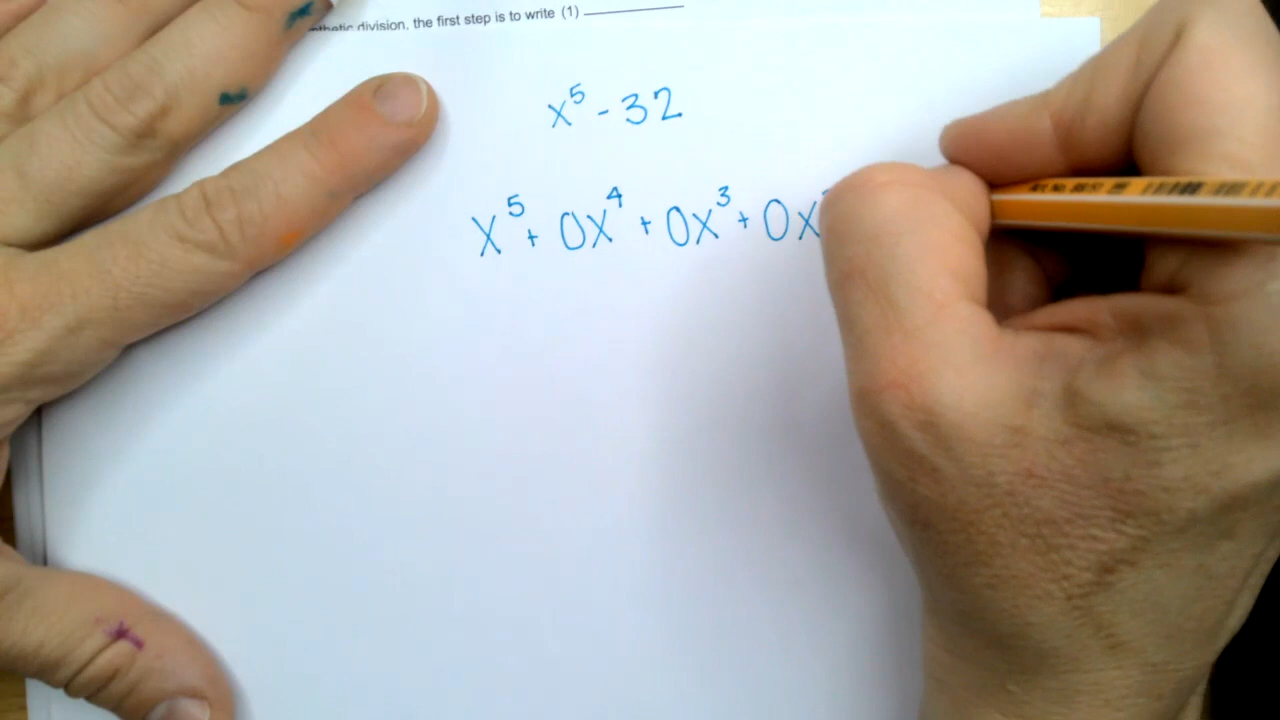 division, the first step is to write (1)
x⁵ - 32
x⁵ + 0x⁴ + 0x³ + 0x